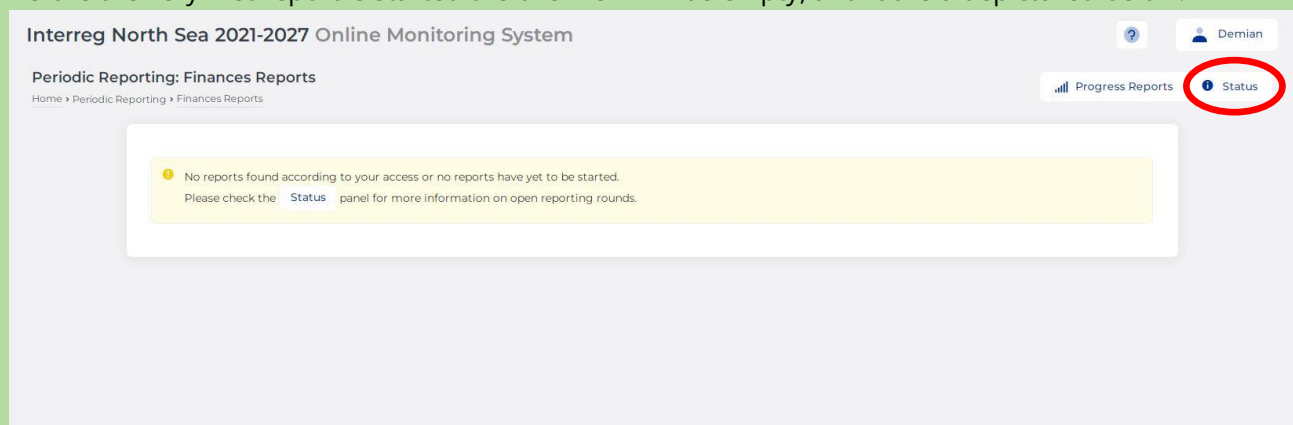 Interreg North Sea 2021-2027 Online Monitoring System
? Demian
Periodic Reporting: Finances Reports
Progress Reports Status
Home › Periodic Reporting › Finances Reports
No reports found according to your access or no reports have yet to be started.
Please check the Status panel for more information on open reporting rounds.